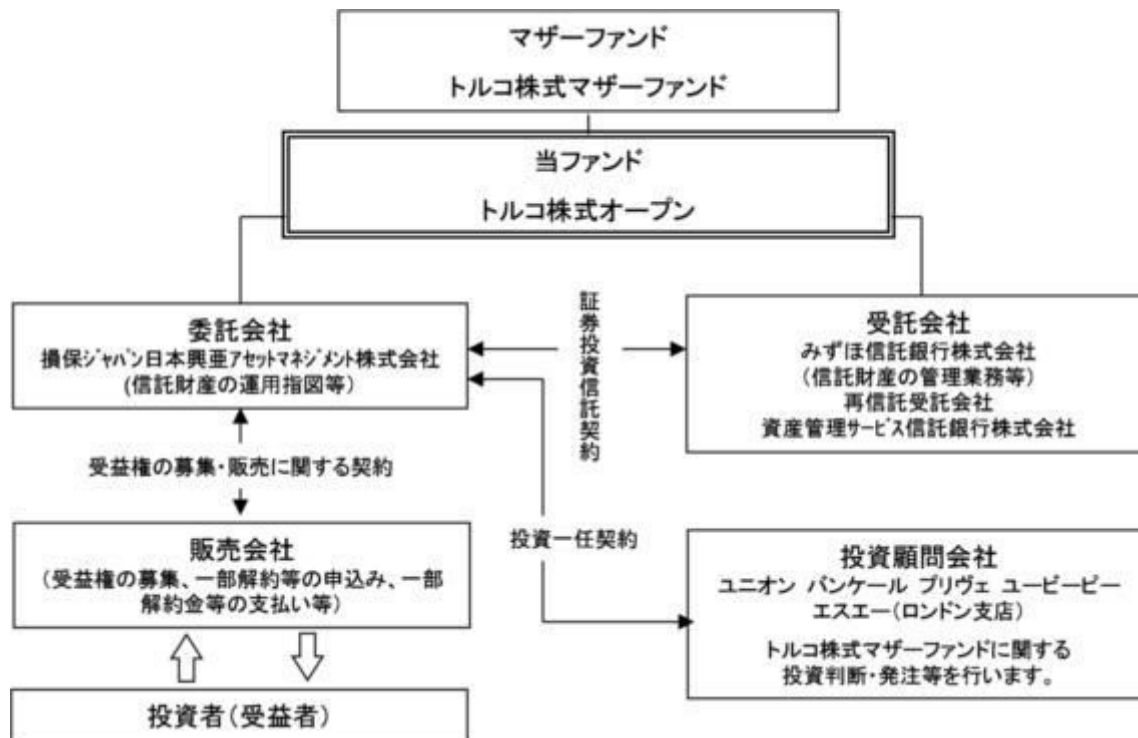 マザーファンド
トルコ株式マザーファンド
当ファンド
トルコ株式オープン
委託会社
損保ジャパン日本興亜アセットマネジメント株式会社
(信託財産の運用指図等)
証券投資信託契約
受託会社
みずほ信託銀行株式会社
(信託財産の管理業務等)
再信託受託会社
資産管理サービス信託銀行株式会社
受益権の募集・販売に関する契約
投資一任契約
販売会社
(受益権の募集、一部解約等の申込み、一部
解約金等の支払い等)
投資顧問会社
ユニオン バンケール プリヴェ ユービーピー
エスエー(ロンドン支店)
トルコ株式マザーファンドに関する
投資判断・発注等を行います。
投資者(受益者)